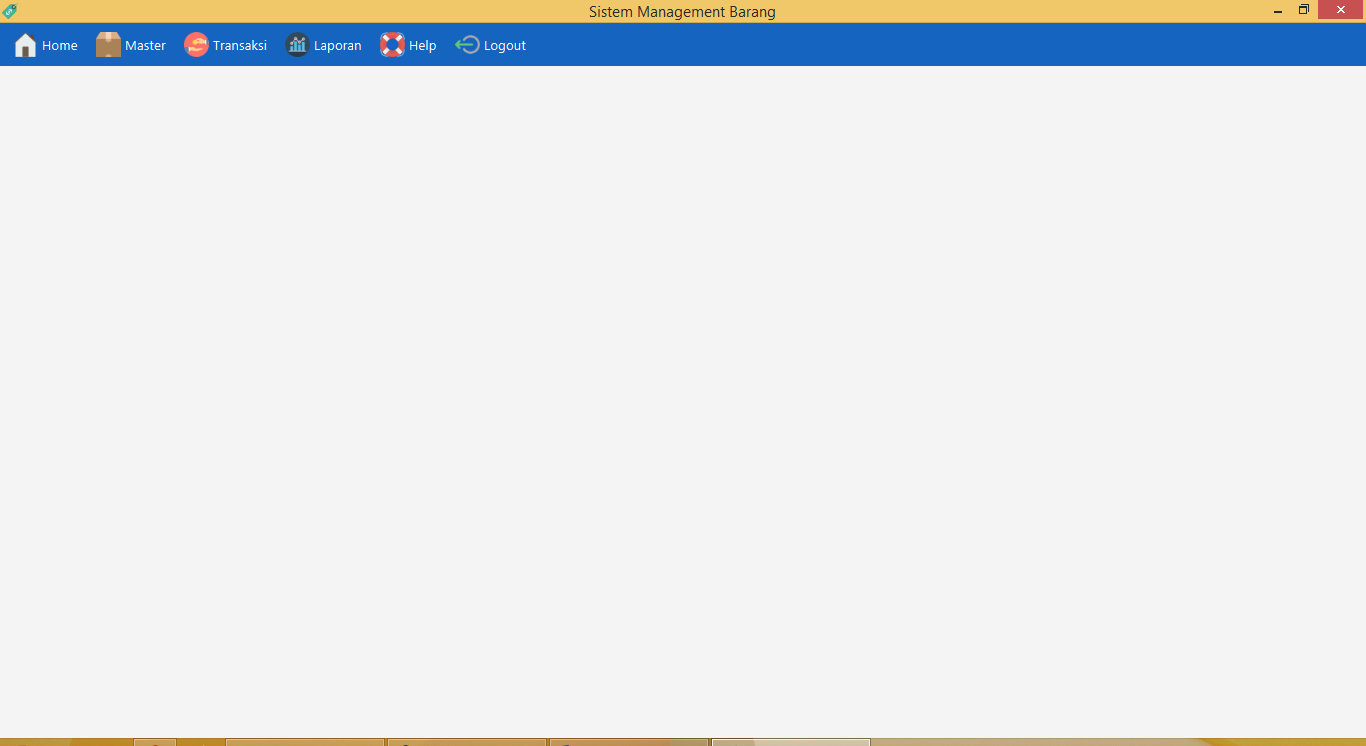 Sistem Management Barang
Home Master Transaksi Laporan Help Logout